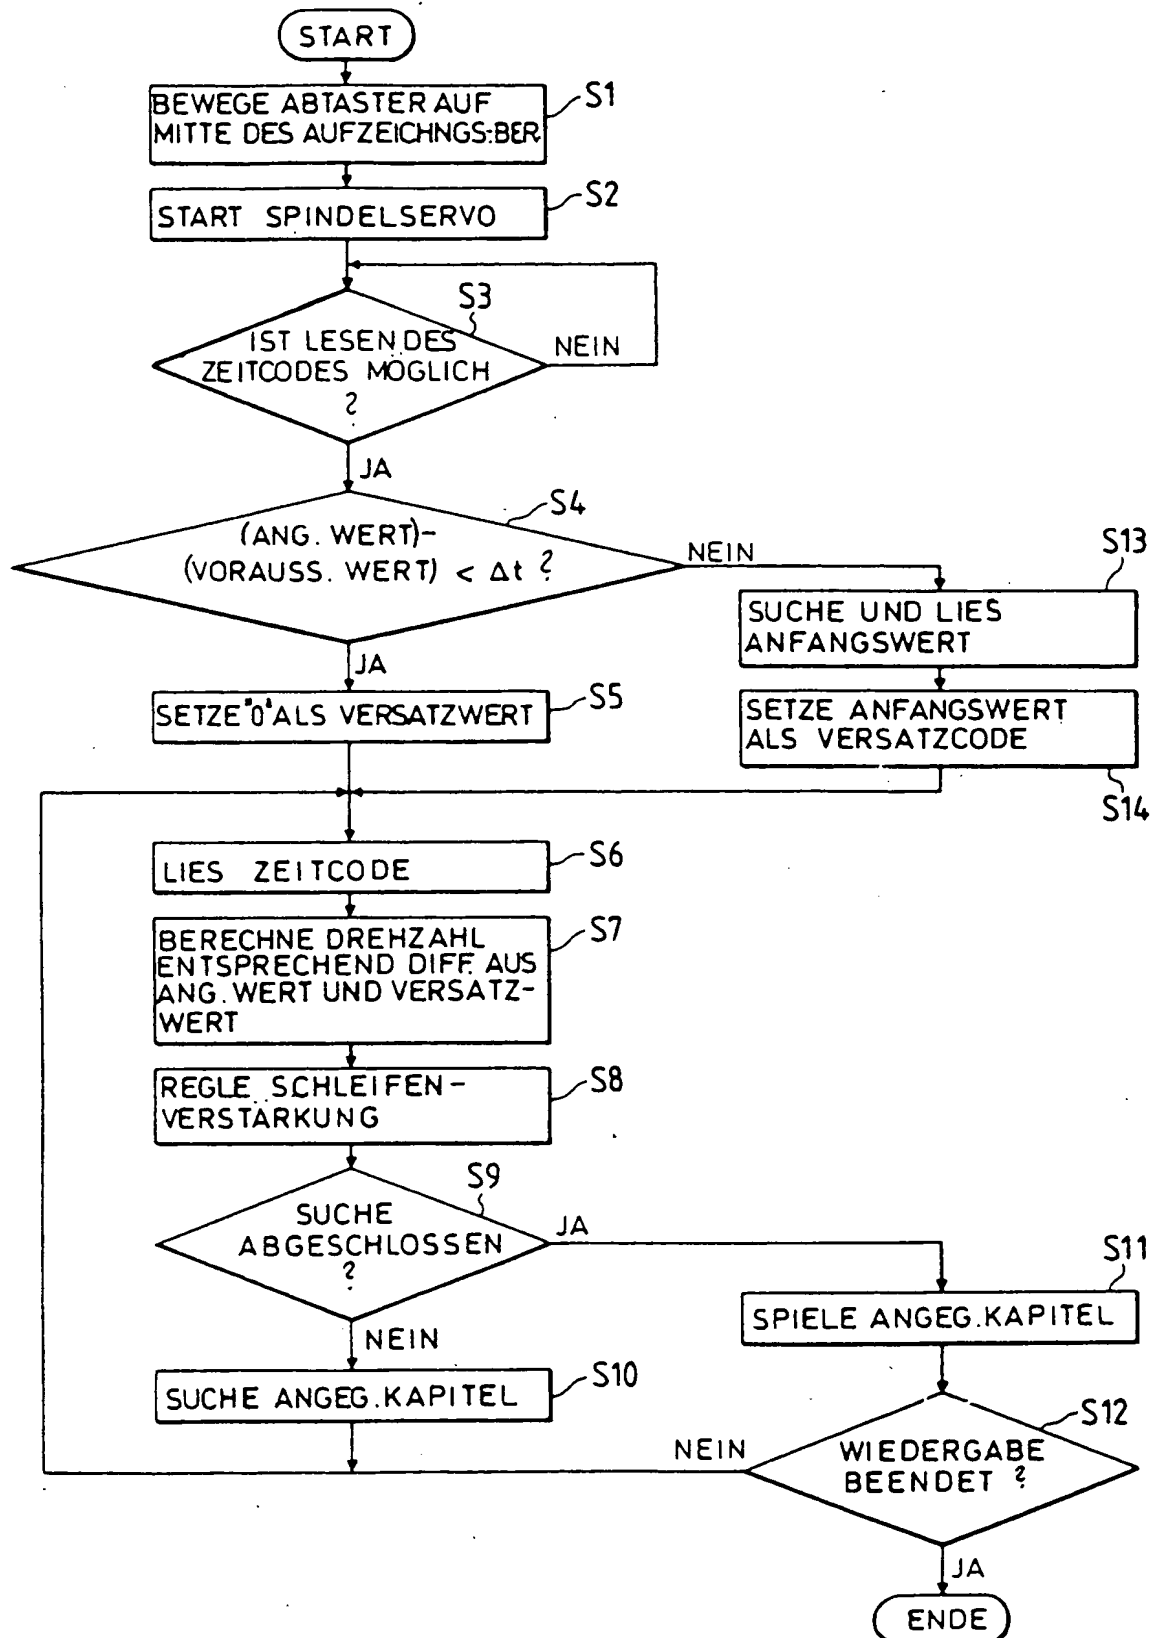 START
BEWEGE ABTASTER AUF
MITTE DES AUFZEICHNGS:BER.
S1
START SPINDELSERVO
S2
S3
IST LESEN DES
ZEITCODES MÖGLICH
?
NEIN
JA
S4
(ANG. WERT)-
(VORAUSS. WERT) < Δt ?
NEIN
JA
S13
SUCHE UND LIES
ANFANGSWERT
SETZE "0" ALS VERSATZWERT
S5
SETZE ANFANGSWERT
ALS VERSATZCODE
S14
LIES ZEITCODE
S6
BERECHNE DREHZAHL
ENTSPRECHEND DIFF. AUS
ANG. WERT UND VERSATZ-
WERT
S7
REGLE SCHLEIFEN-
VERSTÄRKUNG
S8
S9
SUCHE
ABGESCHLOSSEN
?
JA
NEIN
S11
SPIELE ANGEG. KAPITEL
SUCHE ANGEG. KAPITEL
S10
S12
WIEDERGABE
BEENDET ?
NEIN
JA
ENDE